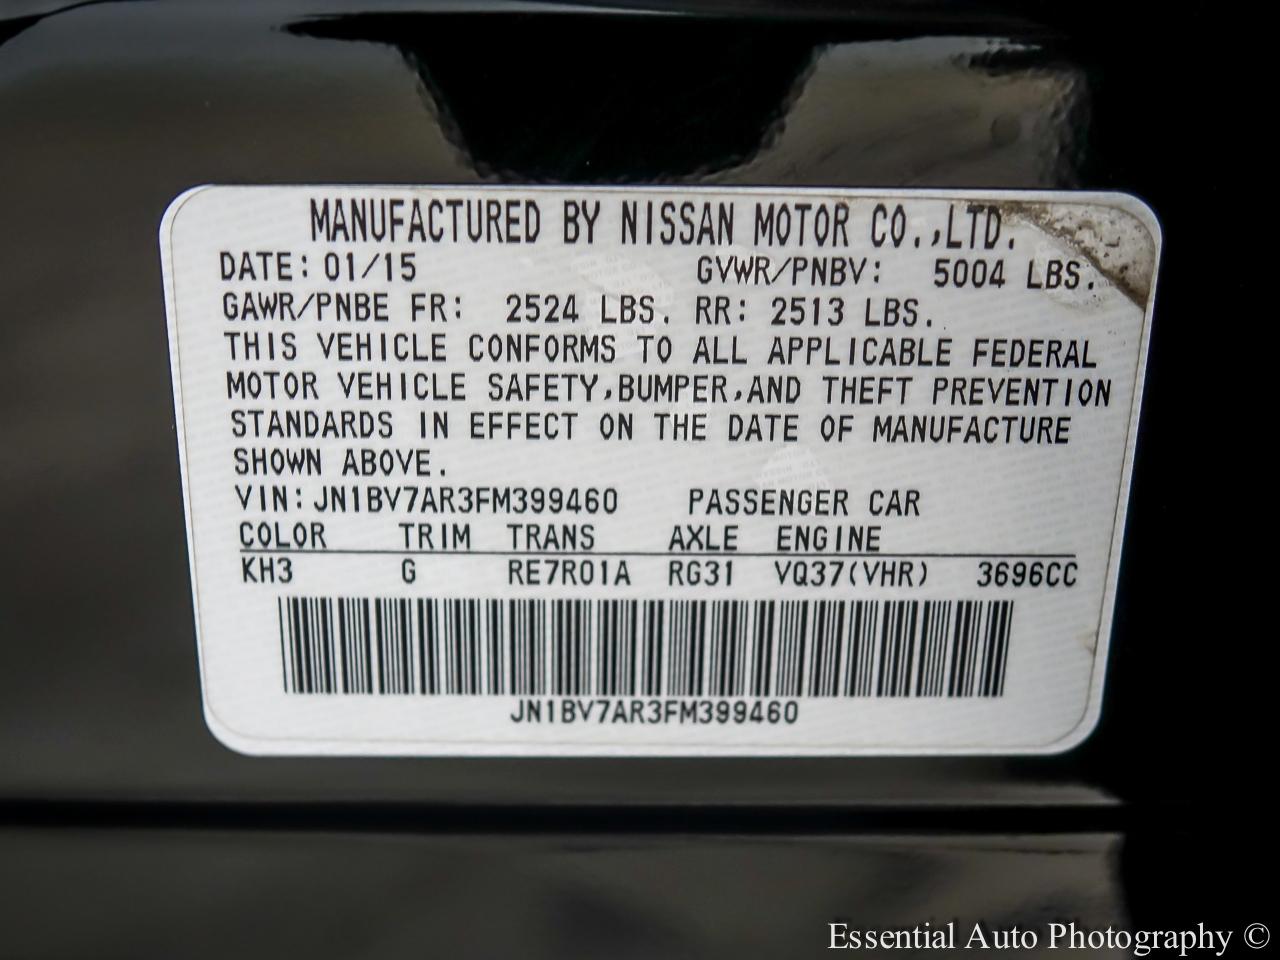 MANUFACTURED BY NISSAN MOTOR CO.,LTD.
DATE: 01/15 GVWR/PNBV: 5004 LBS.
GAWR/PNBE FR: 2524 LBS. RR: 2513 LBS.
THIS VEHICLE CONFORMS TO ALL APPLICABLE FEDERAL
MOTOR VEHICLE SAFETY,BUMPER,AND THEFT PREVENTION
STANDARDS IN EFFECT ON THE DATE OF MANUFACTURE
SHOWN ABOVE.
VIN: JN1BV7AR3FM399460 PASSENGER CAR
COLOR TRIM TRANS AXLE ENGINE
KH3 G RE7R01A RG31 VQ37(VHR) 3696CC
JN1BV7AR3FM399460
Essential Auto Photography ©